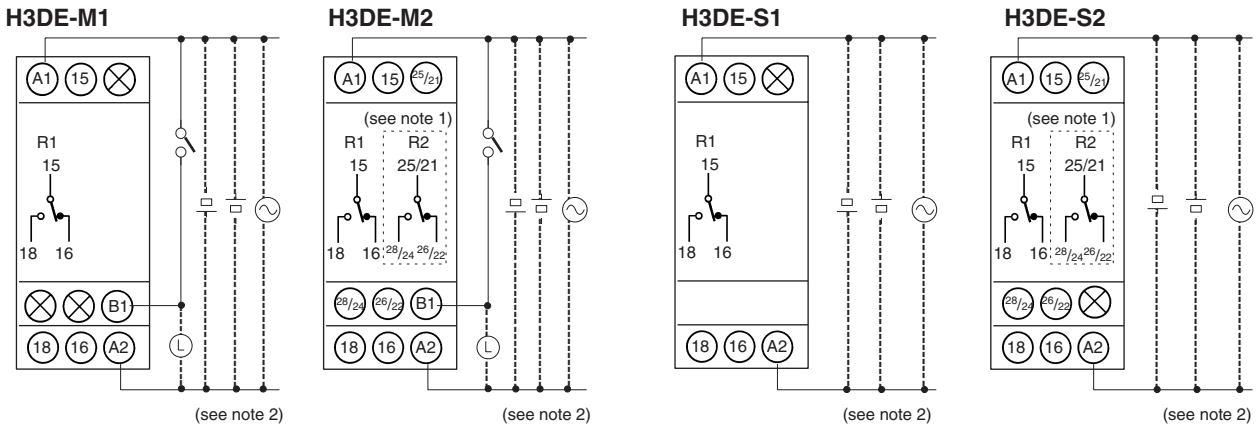 H3DE-M1
A1 15
R1
15
18 16
B1
18 16 A2
(see note 2)
H3DE-M2
A1 15 25/21
(see note 1)
R1 R2
15 25/21
18 16 28/24 26/22
28/24 26/22 B1
L
18 16 A2
L
(see note 2)
H3DE-S1
A1 15
R1
15
18 16
18 16 A2
(see note 2)
H3DE-S2
A1 15 25/21
(see note 1)
R1 R2
15 25/21
18 16 28/24 26/22
28/24 26/22
18 16 A2
(see note 2)